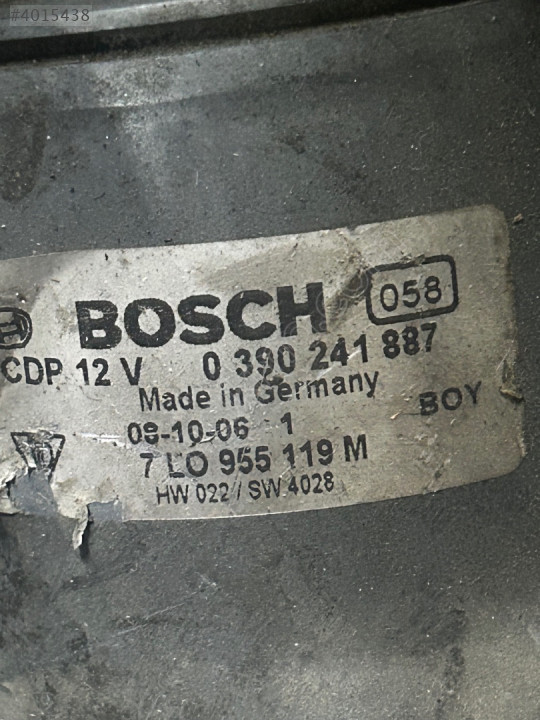 #4015438
BOSCH 058
CDP 12 V 0 390 241 887
Made in Germany
08-10-06 1 BOY
7 LO 955 119 M
HW 022 / SW 4028